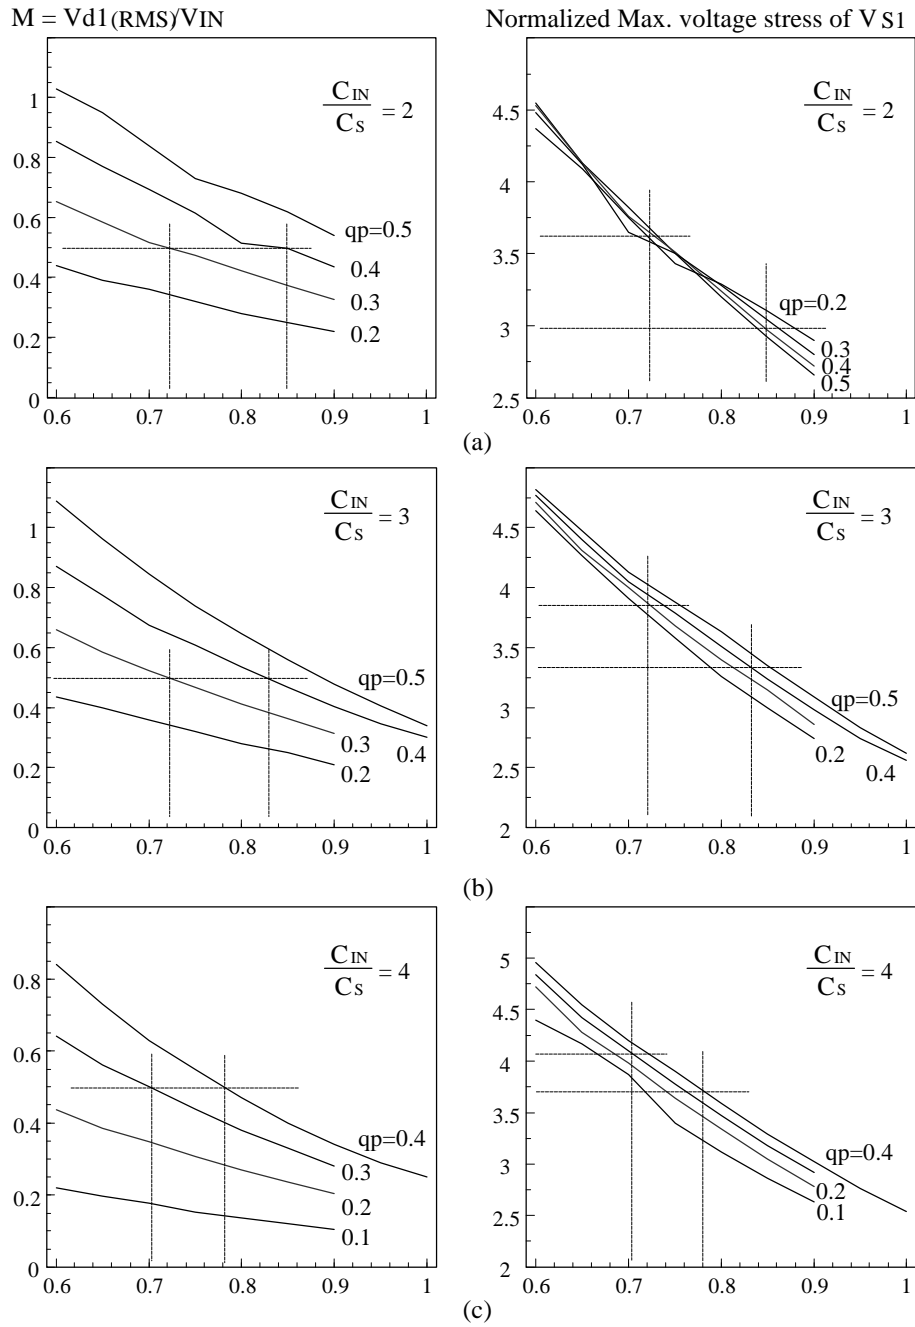 M = Vd1(RMS)/VIN
Normalized Max. voltage stress of VS1
1
0.8
0.6
0.4
0.2
0
0.6 0.7 0.8 0.9 1
CIN
CS
= 2
qp=0.5
0.4
0.3
0.2
4.5
4
3.5
3
2.5
0.6 0.7 0.8 0.9 1
CIN
CS
= 2
qp=0.2
0.3
0.4
0.5
(a)
1
0.8
0.6
0.4
0.2
0
0.6 0.7 0.8 0.9 1
CIN
CS
= 3
qp=0.5
0.3
0.4
0.2
4.5
4
3.5
3
2.5
2
0.6 0.7 0.8 0.9 1
CIN
CS
= 3
qp=0.5
0.2
0.4
(b)
0.8
0.6
0.4
0.2
0
0.6 0.7 0.8 0.9 1
CIN
CS
= 4
qp=0.4
0.3
0.2
0.1
5
4.5
4
3.5
3
2.5
2
0.6 0.7 0.8 0.9 1
CIN
CS
= 4
qp=0.4
0.2
0.1
(c)